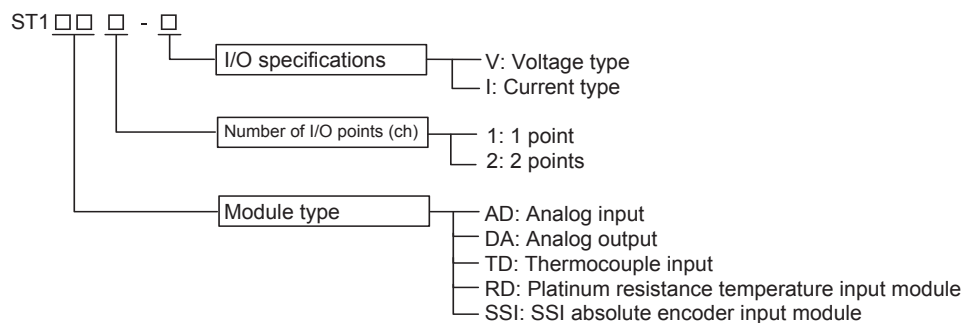 ST1□□ □ - □
I/O specifications
V: Voltage type
I: Current type
Number of I/O points (ch)
1: 1 point
2: 2 points
Module type
AD: Analog input
DA: Analog output
TD: Thermocouple input
RD: Platinum resistance temperature input module
SSI: SSI absolute encoder input module